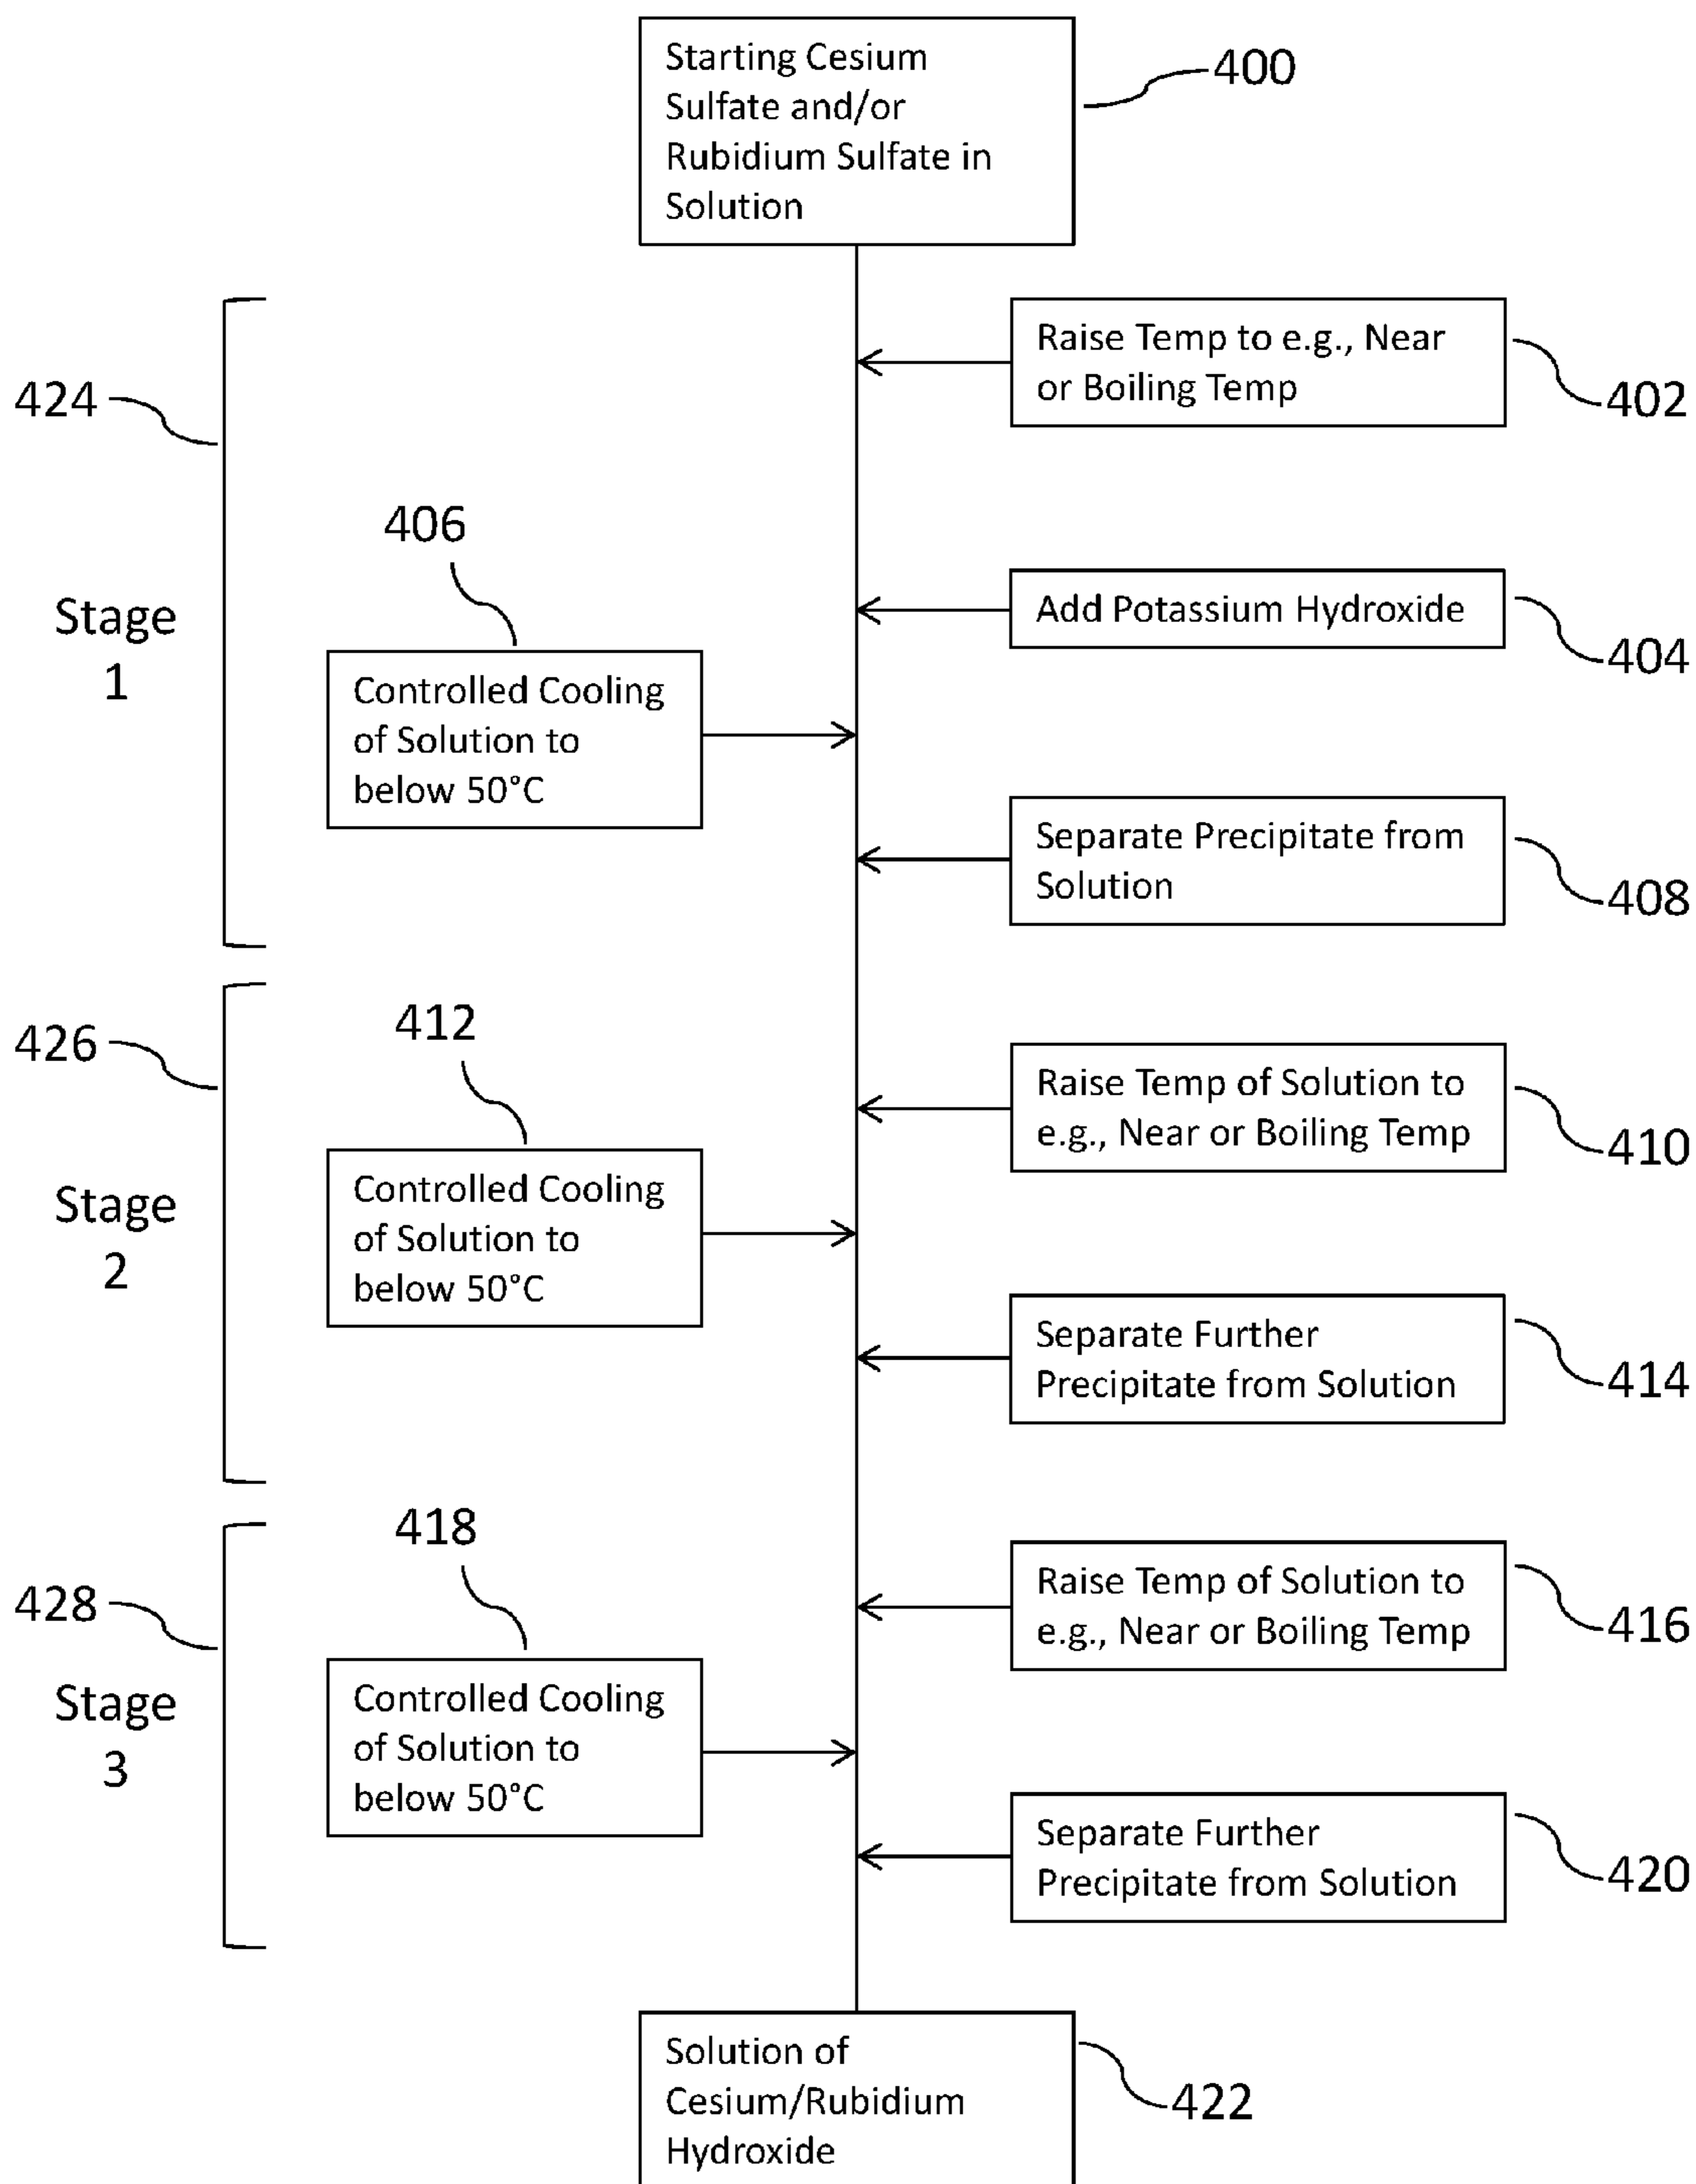 Starting Cesium
Sulfate and/or
Rubidium Sulfate in
Solution
400
Raise Temp to e.g., Near
or Boiling Temp
402
424
406
Add Potassium Hydroxide
404
Stage
1
Controlled Cooling
of Solution to
below 50°C
Separate Precipitate from
Solution
408
426
412
Raise Temp of Solution to
e.g., Near or Boiling Temp
410
Stage
2
Controlled Cooling
of Solution to
below 50°C
Separate Further
Precipitate from Solution
414
428
418
Raise Temp of Solution to
e.g., Near or Boiling Temp
416
Stage
3
Controlled Cooling
of Solution to
below 50°C
Separate Further
Precipitate from Solution
420
Solution of
Cesium/Rubidium
Hydroxide
422